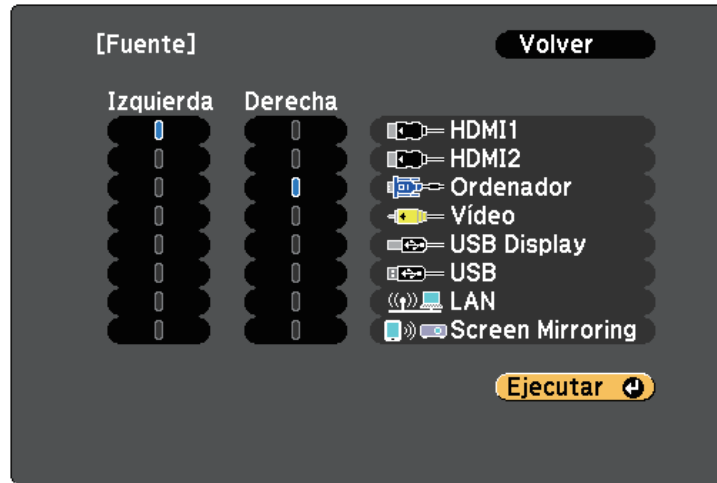 [Fuente] Volver
Izquierda Derecha
HDMI1
HDMI2
Ordenador
Vídeo
USB Display
USB
LAN
Screen Mirroring
Ejecutar